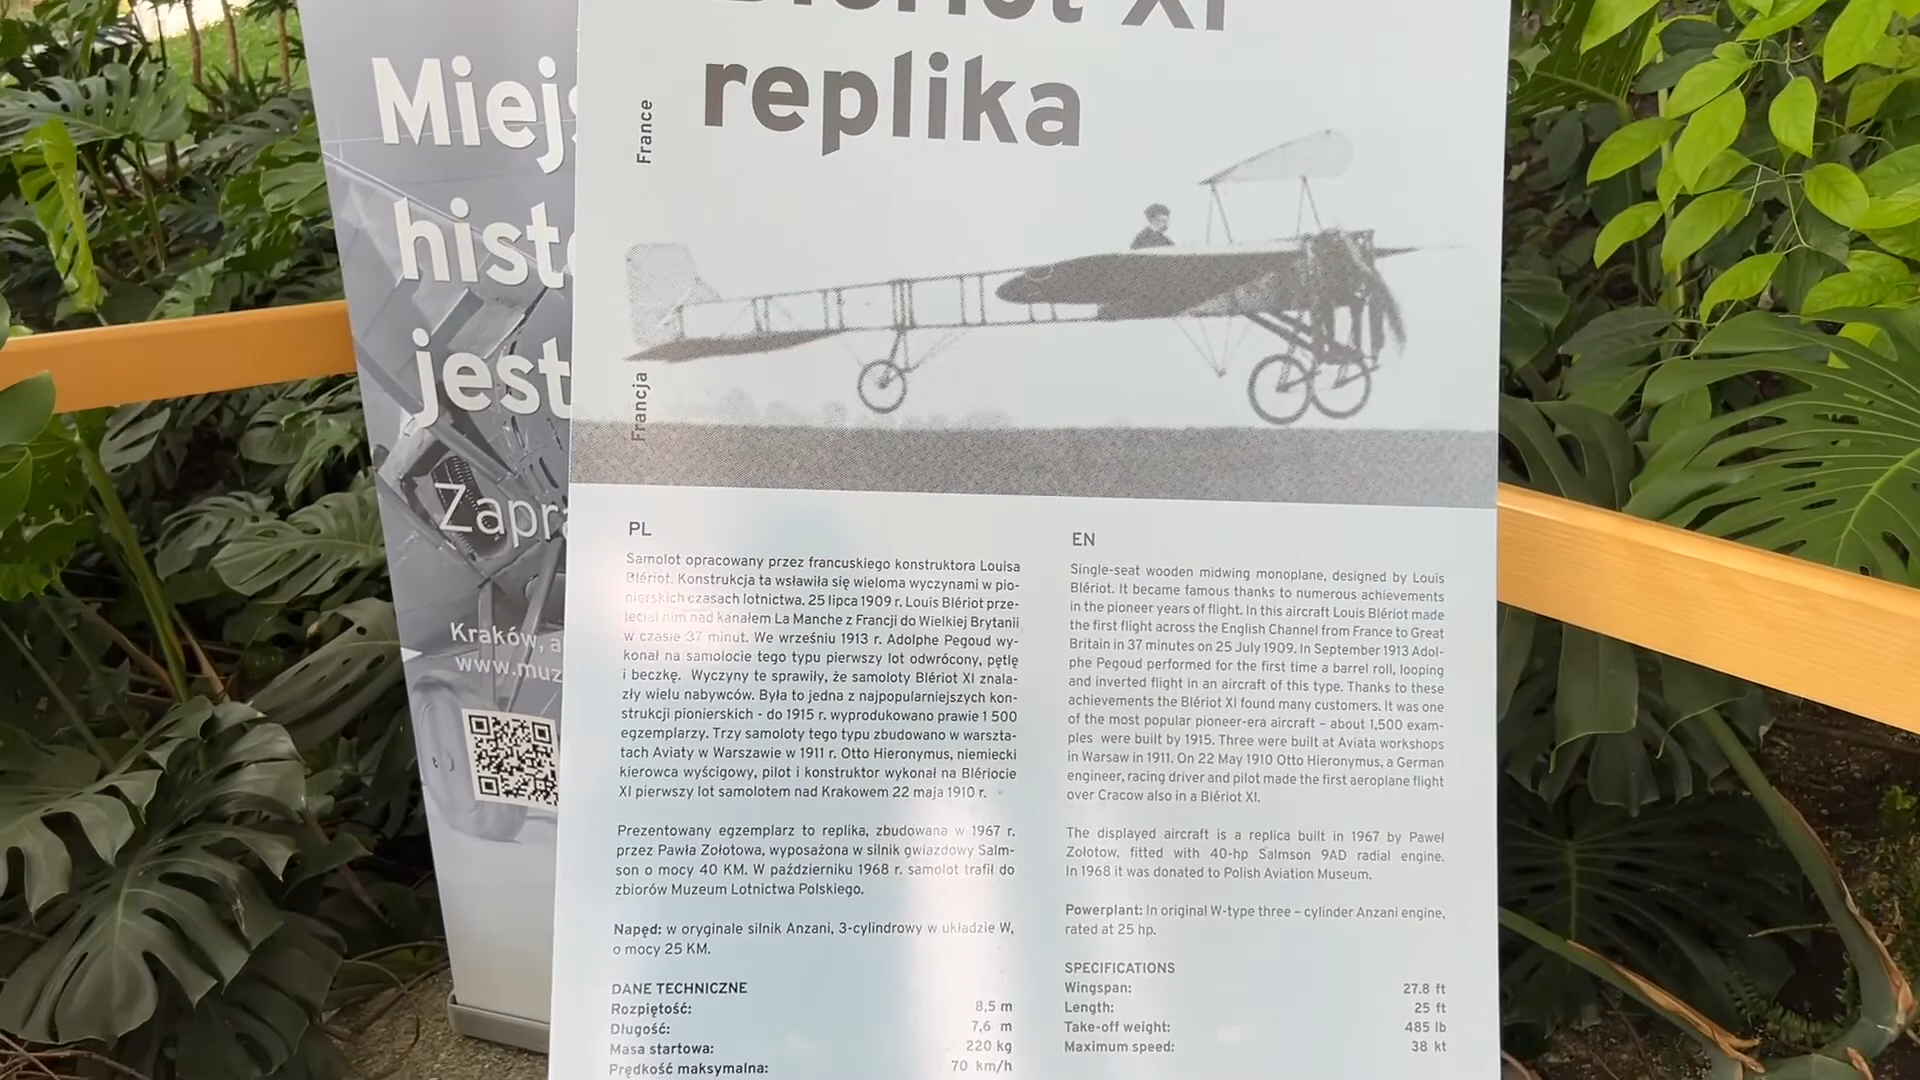 Miej
histo
jest
Zapra
Kraków, a
www.muz
Blériot XI
replika
France
Francja
PL
Samolot opracowany przez francuskiego konstruktora Louisa
Blériot. Konstrukcja ta wsławiła się wieloma wyczynami w pio-
nierskich czasach lotnictwa. 25 lipca 1909 r. Louis Blériot prze-
leciał nim nad kanałem La Manche z Francji do Wielkiej Brytanii
w czasie 37 minut. We wrześniu 1913 r. Adolphe Pegoud wy-
konał na samolocie tego typu pierwszy lot odwrócony, pętlę
i beczkę. Wyczyny te sprawiły, że samoloty Blériot XI znala-
zły wielu nabywców. Była to jedna z najpopularniejszych kon-
strukcji pionierskich - do 1915 r. wyprodukowano prawie 1 500
egzemplarzy. Trzy samoloty tego typu zbudowano w warszta-
tach Aviaty w Warszawie w 1911 r. Otto Hieronymus, niemiecki
kierowca wyścigowy, pilot i konstruktor wykonał na Blériocie
XI pierwszy lot samolotem nad Krakowem 22 maja 1910 r.
Prezentowany egzemplarz to replika, zbudowana w 1967 r.
przez Pawła Zołotowa, wyposażona w silnik gwiazdowy Salm-
son o mocy 40 KM. W październiku 1968 r. samolot trafił do
zbiorów Muzeum Lotnictwa Polskiego.
Napęd: w oryginale silnik Anzani, 3-cylindrowy w układzie W,
o mocy 25 KM.
DANE TECHNICZNE
Rozpiętość: 8,5 m
Długość: 7,6 m
Masa startowa: 220 kg
Prędkość maksymalna: 70 km/h
EN
Single-seat wooden midwing monoplane, designed by Louis
Blériot. It became famous thanks to numerous achievements
in the pioneer years of flight. In this aircraft Louis Blériot made
the first flight across the English Channel from France to Great
Britain in 37 minutes on 25 July 1909. In September 1913 Adol-
phe Pegoud performed for the first time a barrel roll, looping
and inverted flight in an aircraft of this type. Thanks to these
achievements the Blériot XI found many customers. It was one
of the most popular pioneer-era aircraft – about 1,500 exam-
ples were built by 1915. Three were built at Aviata workshops
in Warsaw in 1911. On 22 May 1910 Otto Hieronymus, a German
engineer, racing driver and pilot made the first aeroplane flight
over Cracow also in a Blériot XI.
The displayed aircraft is a replica built in 1967 by Paweł
Zołotow, fitted with 40-hp Salmson 9AD radial engine.
In 1968 it was donated to Polish Aviation Museum.
Powerplant: In original W-type three – cylinder Anzani engine,
rated at 25 hp.
SPECIFICATIONS
Wingspan: 27.8 ft
Length: 25 ft
Take-off weight: 485 lb
Maximum speed: 38 kt